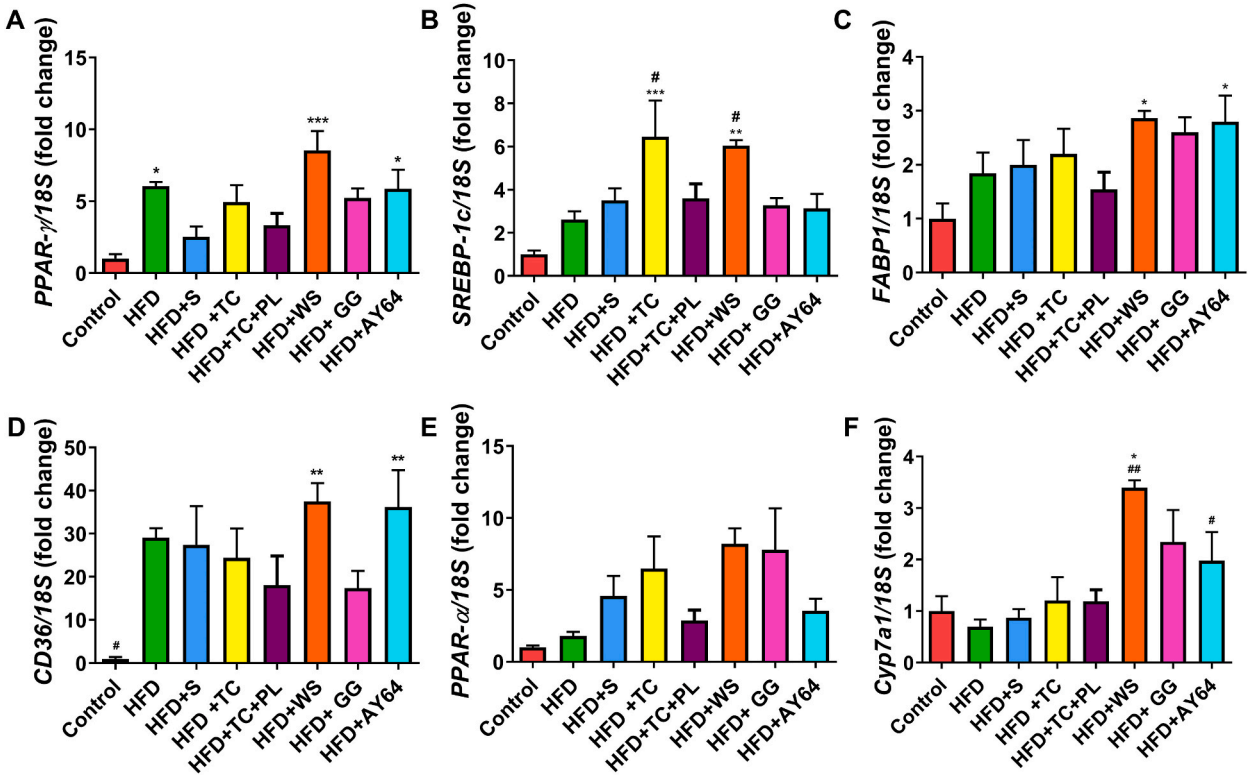 A
PPAR-γ/18S (fold change)
15
10
5
0
*
***
*
Control
HFD
HFD+S
HFD +TC
HFD+TC+PL
HFD+WS
HFD+ GG
HFD+AY64
B
SREBP-1c/18S (fold change)
10
8
6
4
2
0
#
***
#
**
Control
HFD
HFD+S
HFD +TC
HFD+TC+PL
HFD+WS
HFD+ GG
HFD+AY64
C
FABP1/18S (fold change)
4
3
2
1
0
*
*
Control
HFD
HFD+S
HFD +TC
HFD+TC+PL
HFD+WS
HFD+ GG
HFD+AY64
D
CD36/18S (fold change)
50
40
30
20
10
0
#
**
**
Control
HFD
HFD+S
HFD +TC
HFD+TC+PL
HFD+WS
HFD+ GG
HFD+AY64
E
PPAR-α/18S (fold change)
15
10
5
0
Control
HFD
HFD+S
HFD +TC
HFD+TC+PL
HFD+WS
HFD+ GG
HFD+AY64
F
Cyp7a1/18S (fold change)
4
3
2
1
0
*
##
#
Control
HFD
HFD+S
HFD +TC
HFD+TC+PL
HFD+WS
HFD+ GG
HFD+AY64